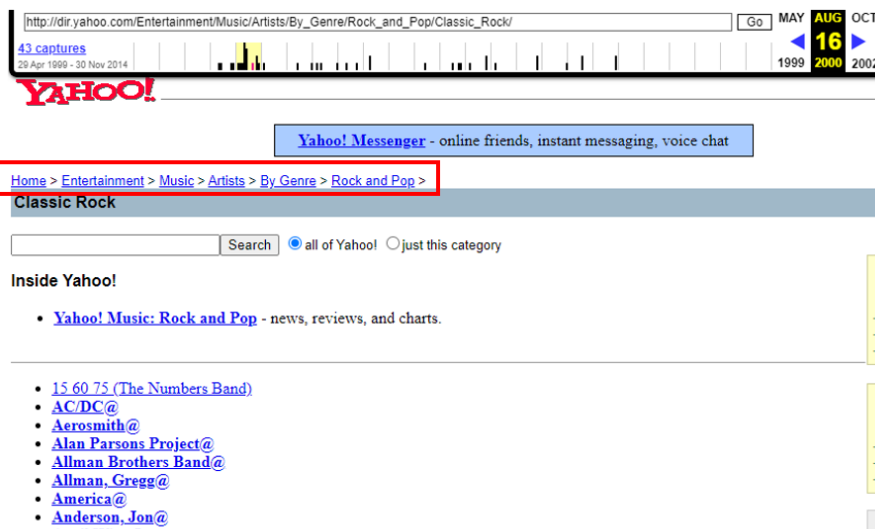 http://dir.yahoo.com/Entertainment/Music/Artists/By_Genre/Rock_and_Pop/Classic_Rock/ Go MAY AUG OCT
43 captures 16
29 Apr 1999 - 30 Nov 2014 1999 2000 2002
YAHOO!
Yahoo! Messenger - online friends, instant messaging, voice chat
Home > Entertainment > Music > Artists > By Genre > Rock and Pop >
Classic Rock
Search all of Yahoo! just this category
Inside Yahoo!
• Yahoo! Music: Rock and Pop - news, reviews, and charts.
• 15 60 75 (The Numbers Band)
• AC/DC@
• Aerosmith@
• Alan Parsons Project@
• Allman Brothers Band@
• Allman, Gregg@
• America@
• Anderson, Jon@